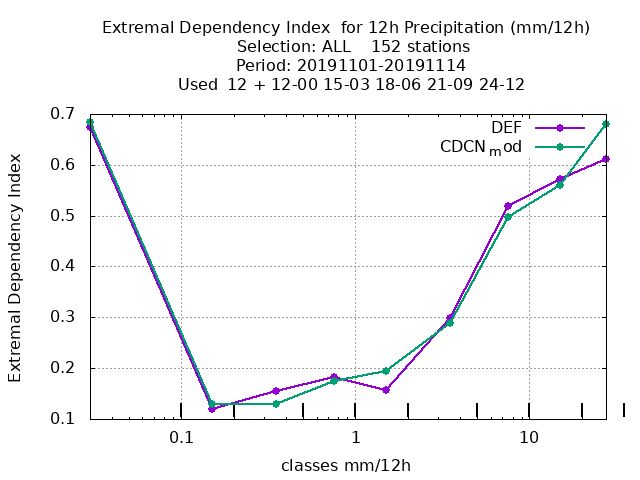 Extremal Dependency Index  for 12h Precipitation (mm/12h)
Selection: ALL    152 stations
Period: 20191101-20191114
Used  12 + 12-00 15-03 18-06 21-09 24-12
DEF
CDCNmod
0.7
0.6
0.5
0.4
0.3
0.2
0.1
Extremal Dependency Index
0.1 1 10
classes mm/12h